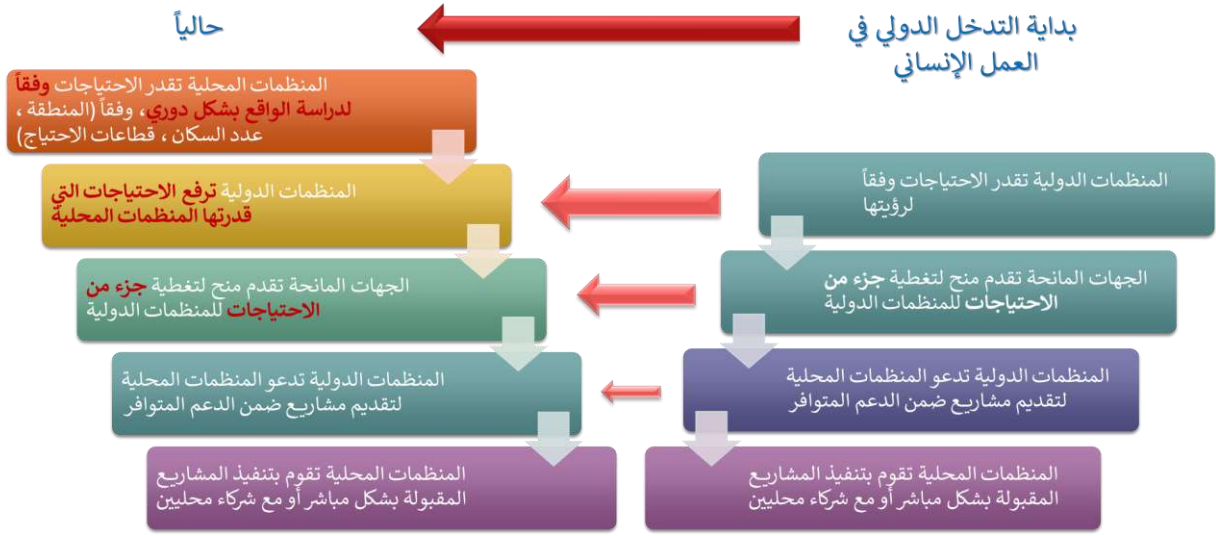 بداية التدخل الدولي في
العمل الإنساني
المنظمات الدولية تقدر الاحتياجات وفقاً
لرؤيتها
الجهات المانحة تقدم منح لتغطية جزء من
الاحتياجات للمنظمات الدولية
المنظمات الدولية تدعو المنظمات المحلية
لتقديم مشاريع ضمن الدعم المتوافر
المنظمات المحلية تقوم بتنفيذ المشاريع
المقبولة بشكل مباشر أو مع شركاء محليين
حالياً
المنظمات المحلية تقدر الاحتياجات وفقاً
لدراسة الواقع بشكل دوري، وفقاً (المنطقة ،
عدد السكان ، قطاعات الاحتياج)
المنظمات الدولية ترفع الاحتياجات التي
قدرتها المنظمات المحلية
الجهات المانحة تقدم منح لتغطية جزء من
الاحتياجات للمنظمات الدولية
المنظمات الدولية تدعو المنظمات المحلية
لتقديم مشاريع ضمن الدعم المتوافر
المنظمات المحلية تقوم بتنفيذ المشاريع
المقبولة بشكل مباشر أو مع شركاء محليين